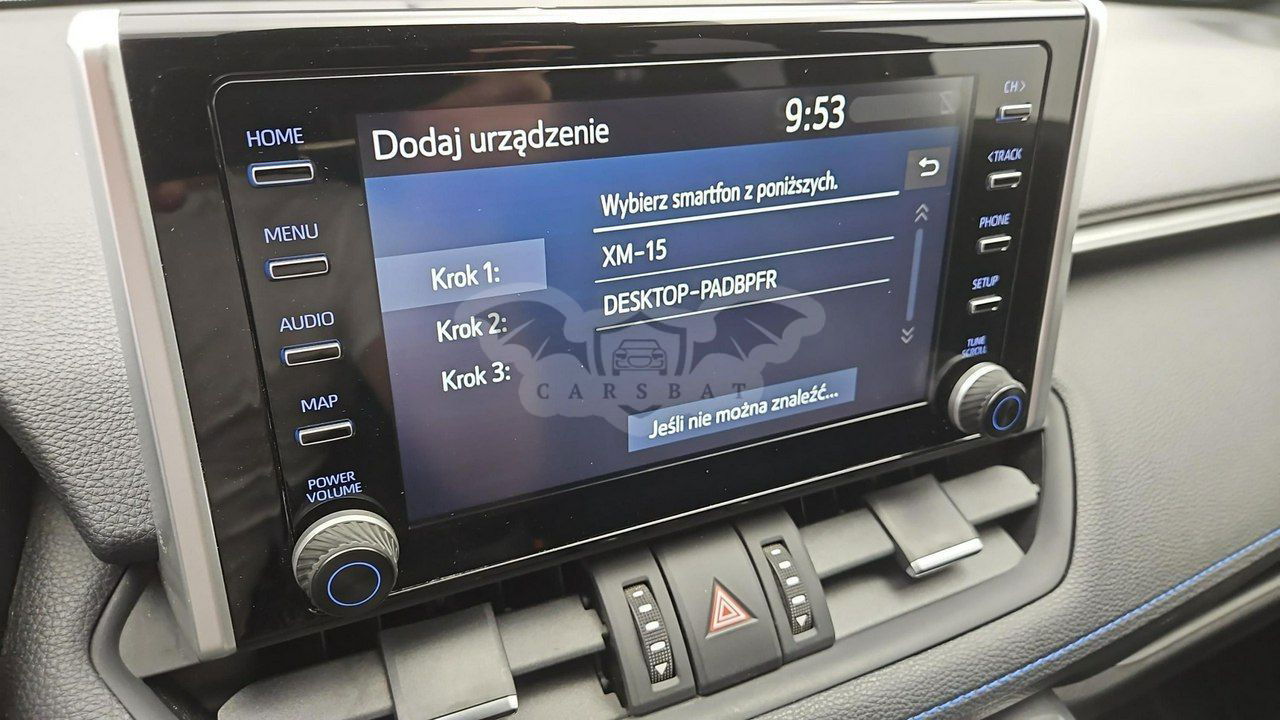 HOME
MENU
AUDIO
MAP
POWER
VOLUME
Dodaj urządzenie
9:53
Wybierz smartfon z poniższych.
Krok 1:
XM-15
Krok 2:
DESKTOP-PADBPFR
Krok 3:
Jeśli nie można znaleźć...
CARSBAT
CH >
< TRACK
PHONE
SETUP
TUNE
SCROLL